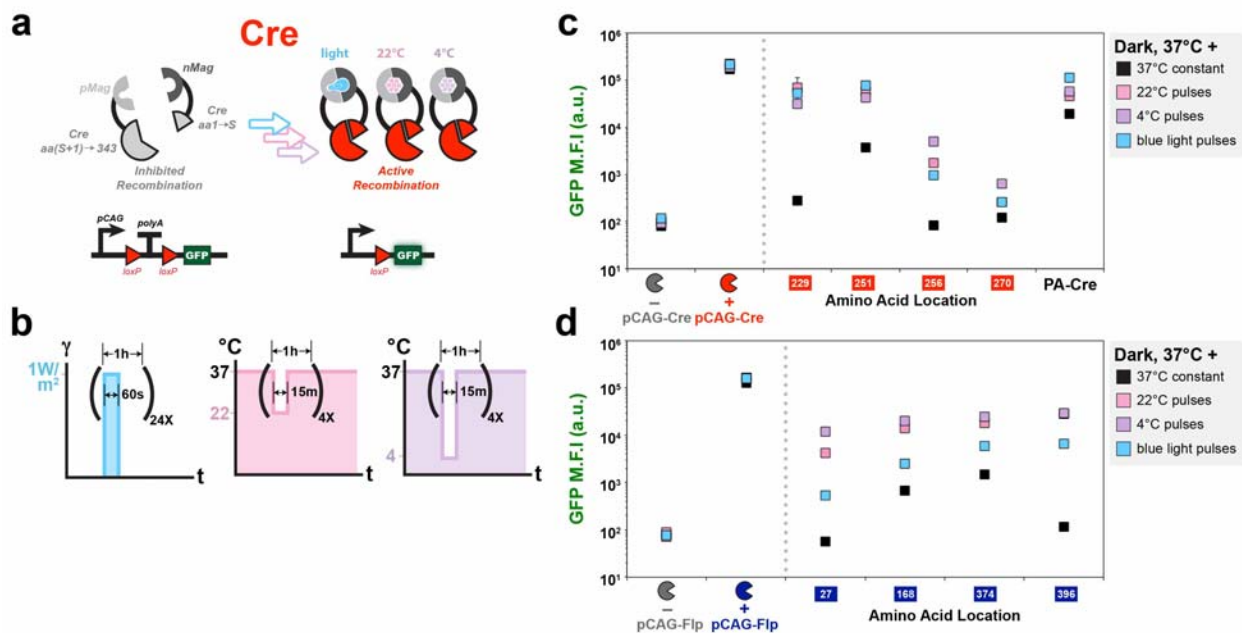 a
Cre
pMag
nMag
Cre
aa1→S
Cre
aa(S+1)→343
Inhibited
Recombination
light
22°C
4°C
Active
Recombination
pCAG
polyA
loxP
loxP
GFP
loxP
GFP
b
γ
1W/
m²
1h
60s
24X
t
°C
37
22
1h
15m
4X
t
°C
37
4
1h
15m
4X
t
c
GFP M.F.I (a.u.)
10⁶
10⁵
10⁴
10³
10²
10¹
–
pCAG-Cre
+
pCAG-Cre
229
251
256
270
PA-Cre
Amino Acid Location
Dark, 37°C +
37°C constant
22°C pulses
4°C pulses
blue light pulses
d
GFP M.F.I (a.u.)
10⁶
10⁵
10⁴
10³
10²
10¹
–
pCAG-Flp
+
pCAG-Flp
27
168
374
396
Amino Acid Location
Dark, 37°C +
37°C constant
22°C pulses
4°C pulses
blue light pulses